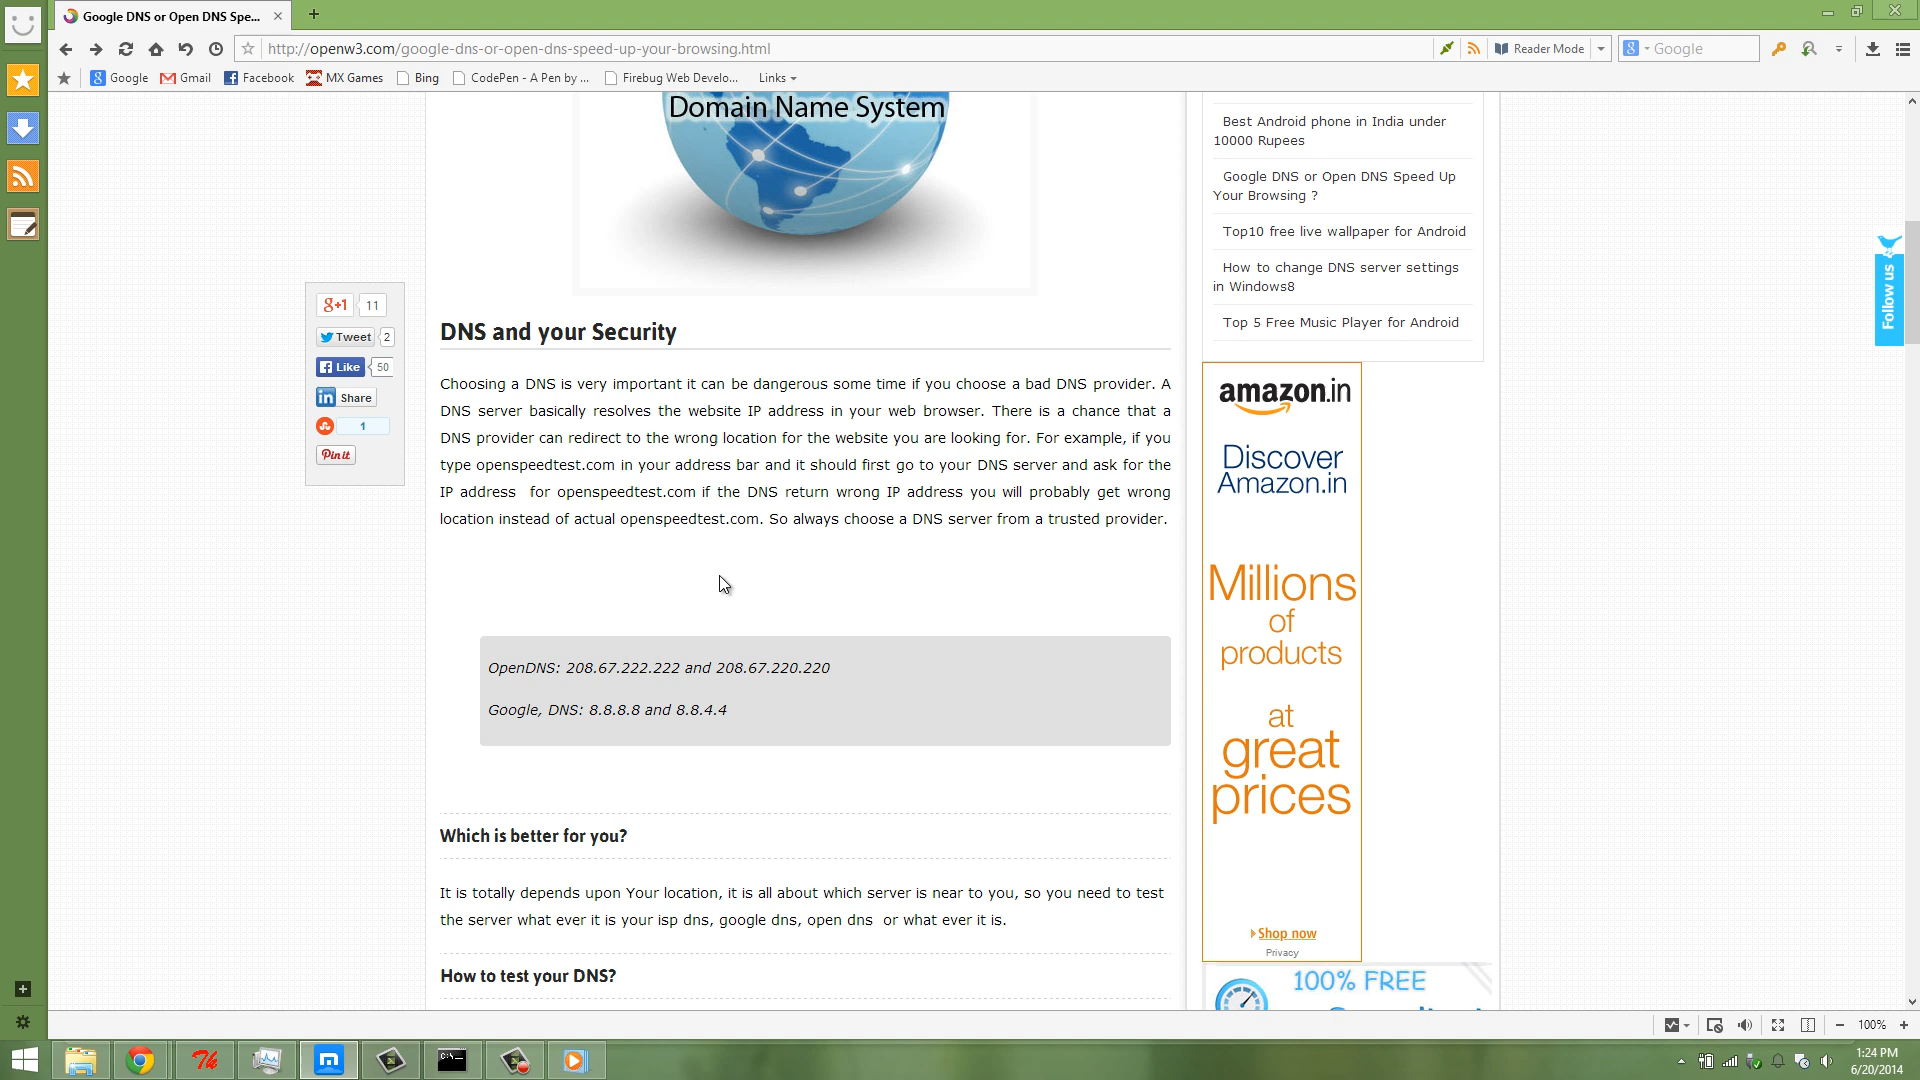 Google DNS or Open DNS Spe...
http://openw3.com/google-dns-or-open-dns-speed-up-your-browsing.html
Reader Mode
Google
Google
Gmail
Facebook
MX Games
Bing
CodePen - A Pen by ...
Firebug Web Develo...
Links
Domain Name System
g+1 11
Tweet 2
Like 50
in Share
1
Pin it
DNS and your Security
Choosing a DNS is very important it can be dangerous some time if you choose a bad DNS provider. A
DNS server basically resolves the website IP address in your web browser. There is a chance that a
DNS provider can redirect to the wrong location for the website you are looking for. For example, if you
type openspeedtest.com in your address bar and it should first go to your DNS server and ask for the
IP address for openspeedtest.com if the DNS return wrong IP address you will probably get wrong
location instead of actual openspeedtest.com. So always choose a DNS server from a trusted provider.
OpenDNS: 208.67.222.222 and 208.67.220.220
Google, DNS: 8.8.8.8 and 8.8.4.4
Which is better for you?
It is totally depends upon Your location, it is all about which server is near to you, so you need to test
the server what ever it is your isp dns, google dns, open dns or what ever it is.
How to test your DNS?
Best Android phone in India under
10000 Rupees
Google DNS or Open DNS Speed Up
Your Browsing ?
Top10 free live wallpaper for Android
How to change DNS server settings
in Windows8
Top 5 Free Music Player for Android
amazon.in
Discover
Amazon.in
Millions
of
products
at
great
prices
Shop now
Privacy
100% FREE
Follow us
100%
C:\
1:24 PM
6/20/2014